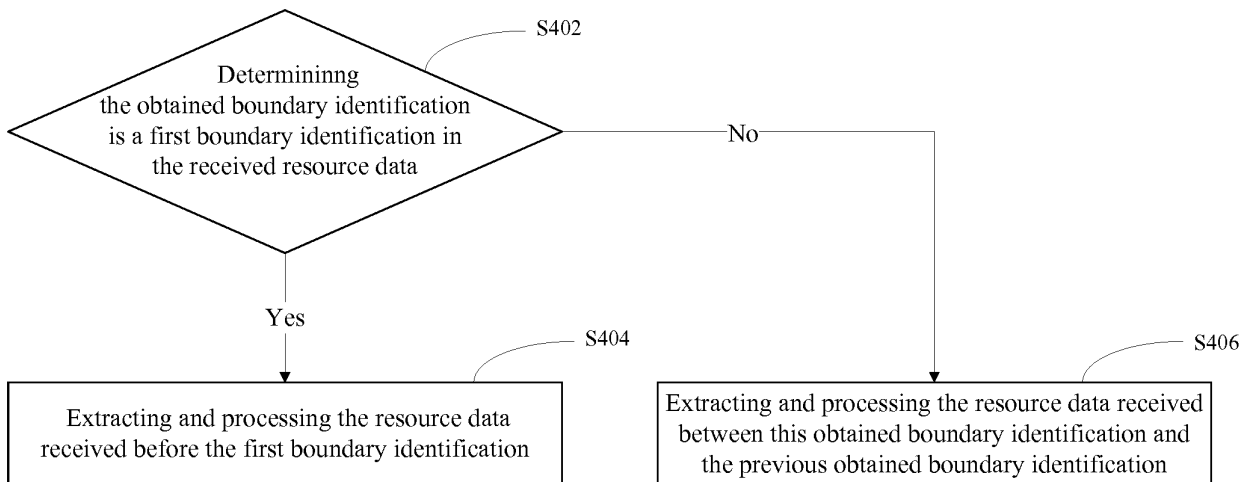 S402
Determininng
the obtained boundary identification
is a first boundary identification in
the received resource data
No
Yes
S404
S406
Extracting and processing the resource data
received before the first boundary identification
Extracting and processing the resource data received
between this obtained boundary identification and
the previous obtained boundary identification